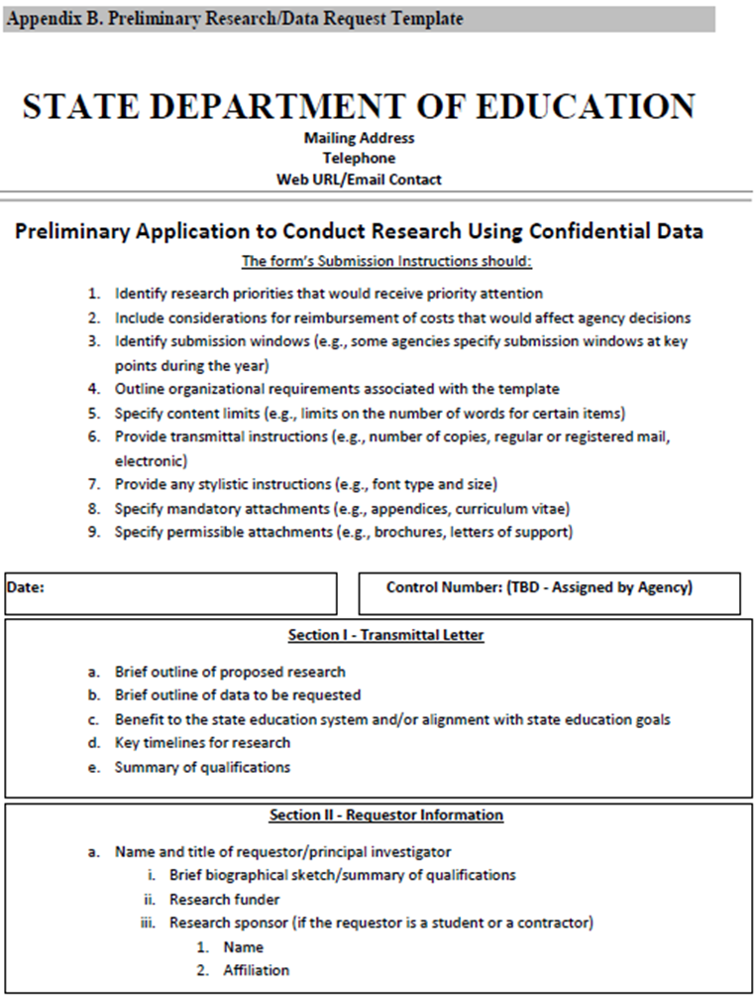 Appendix B. Preliminary Research/Data Request Template
STATE DEPARTMENT OF EDUCATION
Mailing Address
Telephone
Web URL/Email Contact
Preliminary Application to Conduct Research Using Confidential Data
The form's Submission Instructions should:
1. Identify research priorities that would receive priority attention
2. Include considerations for reimbursement of costs that would affect agency decisions
3. Identify submission windows (e.g., some agencies specify submission windows at key
points during the year)
4. Outline organizational requirements associated with the template
5. Specify content limits (e.g., limits on the number of words for certain items)
6. Provide transmittal instructions (e.g., number of copies, regular or registered mail,
electronic)
7. Provide any stylistic instructions (e.g., font type and size)
8. Specify mandatory attachments (e.g., appendices, curriculum vitae)
9. Specify permissible attachments (e.g., brochures, letters of support)
Date:
Control Number: (TBD - Assigned by Agency)
Section I - Transmittal Letter
a. Brief outline of proposed research
b. Brief outline of data to be requested
c. Benefit to the state education system and/or alignment with state education goals
d. Key timelines for research
e. Summary of qualifications
Section II - Requestor Information
a. Name and title of requestor/principal investigator
i. Brief biographical sketch/summary of qualifications
ii. Research funder
iii. Research sponsor (if the requestor is a student or a contractor)
1. Name
2. Affiliation